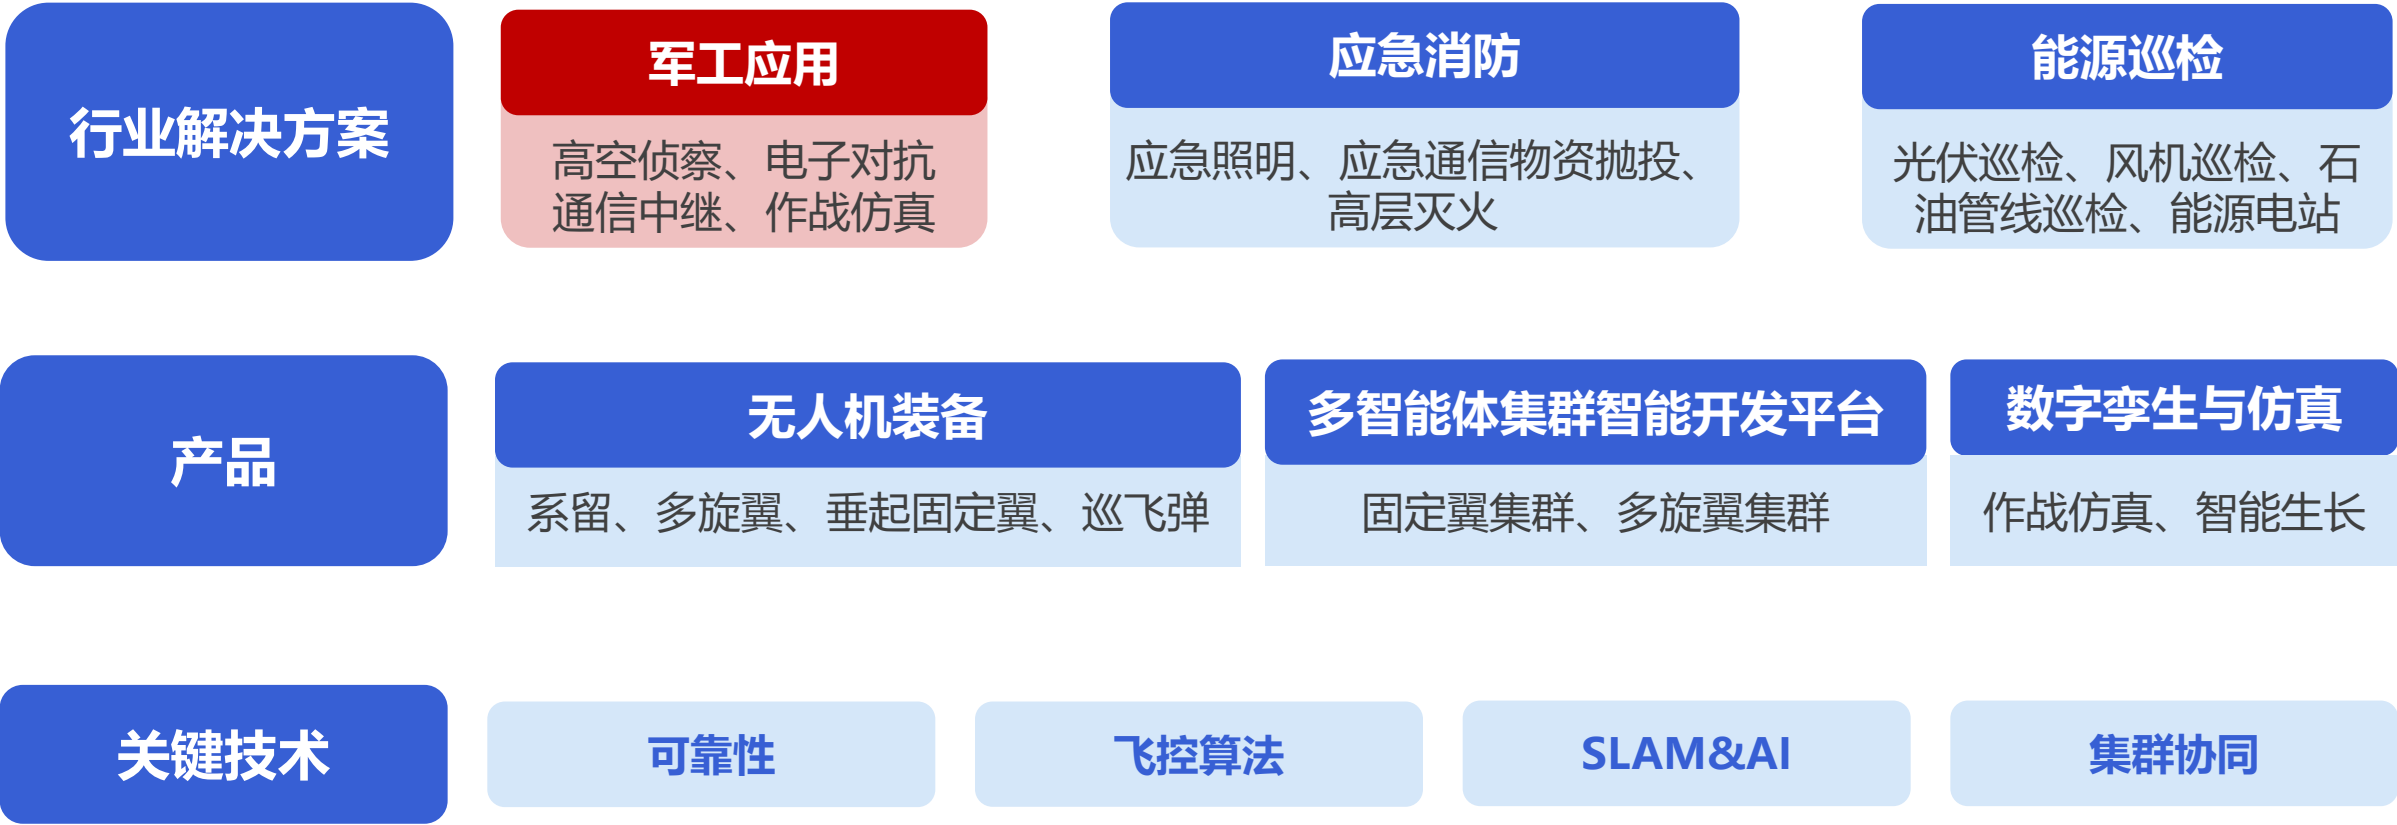 行业解决方案
军工应用
高空侦察、电子对抗
通信中继、作战仿真
应急消防
应急照明、应急通信物资抛投、
高层灭火
能源巡检
光伏巡检、风机巡检、石
油管线巡检、能源电站
产品
无人机装备
系留、多旋翼、垂起固定翼、巡飞弹
多智能体集群智能开发平台
固定翼集群、多旋翼集群
数字孪生与仿真
作战仿真、智能生长
关键技术
可靠性
飞控算法
SLAM&AI
集群协同